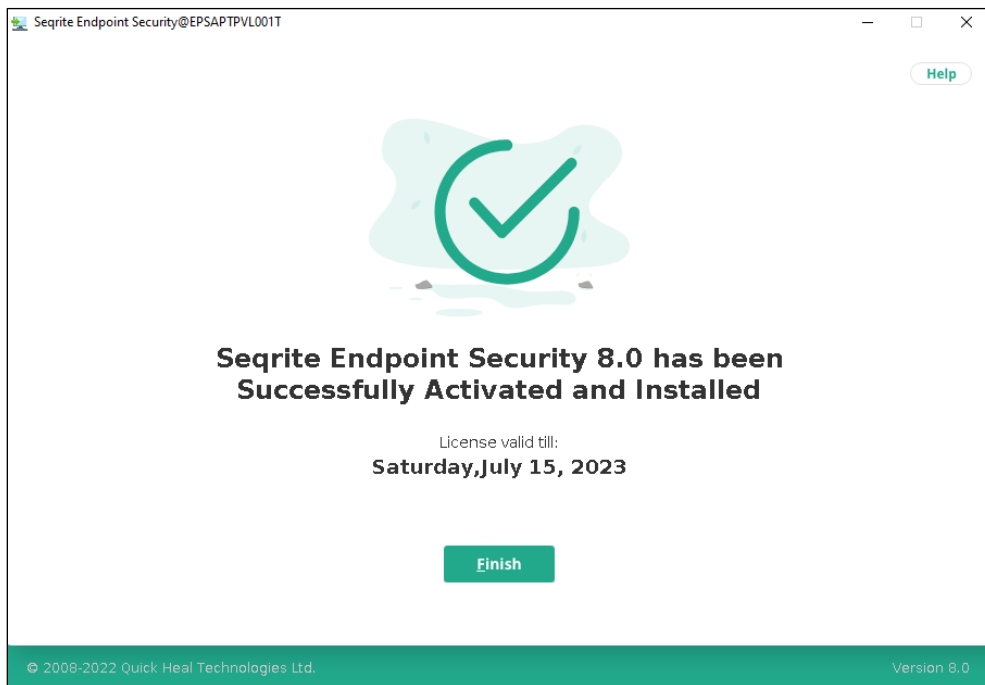 Seqrite Endpoint Security@EPSAPTPVL001T
Help
Seqrite Endpoint Security 8.0 has been
Successfully Activated and Installed
License valid till:
Saturday,July 15, 2023
Finish
© 2008-2022 Quick Heal Technologies Ltd.
Version 8.0